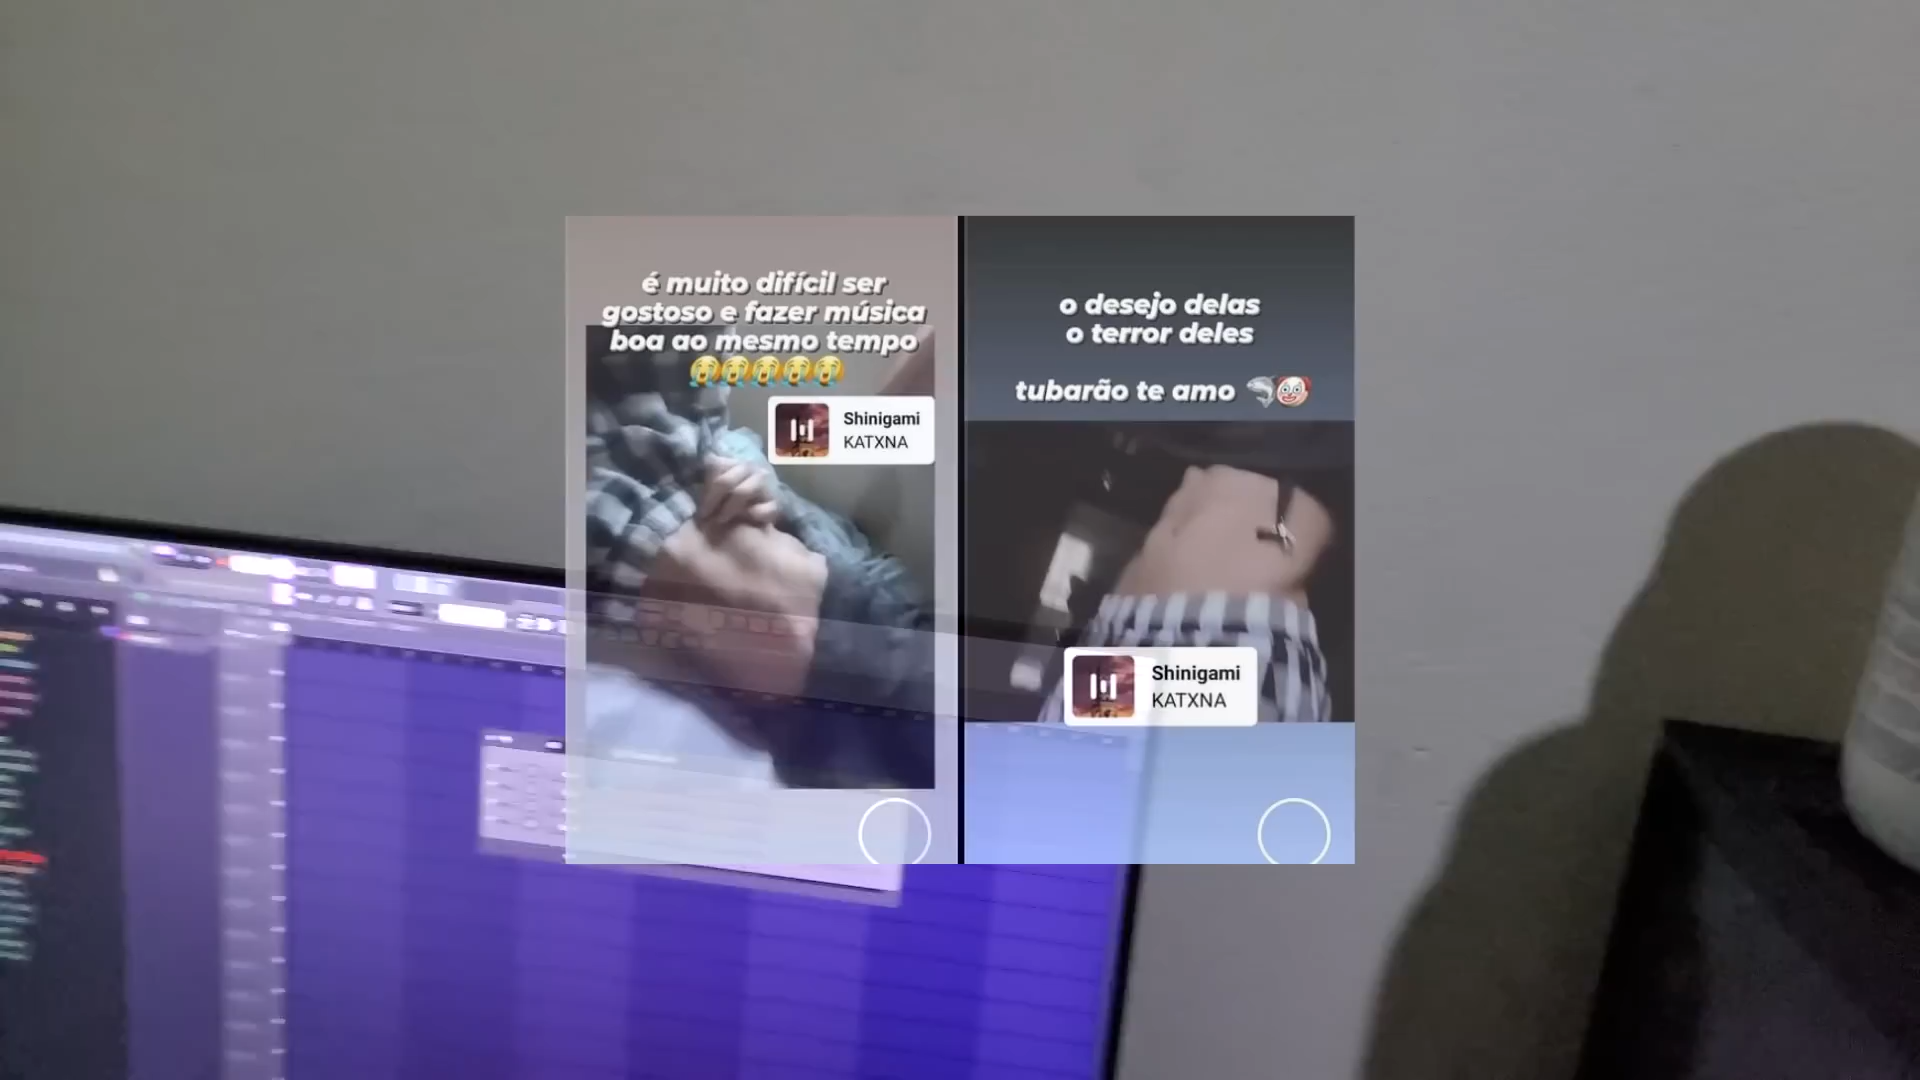 é muito difícil ser
gostoso e fazer música
boa ao mesmo tempo
😭😭😭😭😭
Shinigami
KATXNA
o desejo delas
o terror deles
tubarão te amo 🦈🤡
Shinigami
KATXNA